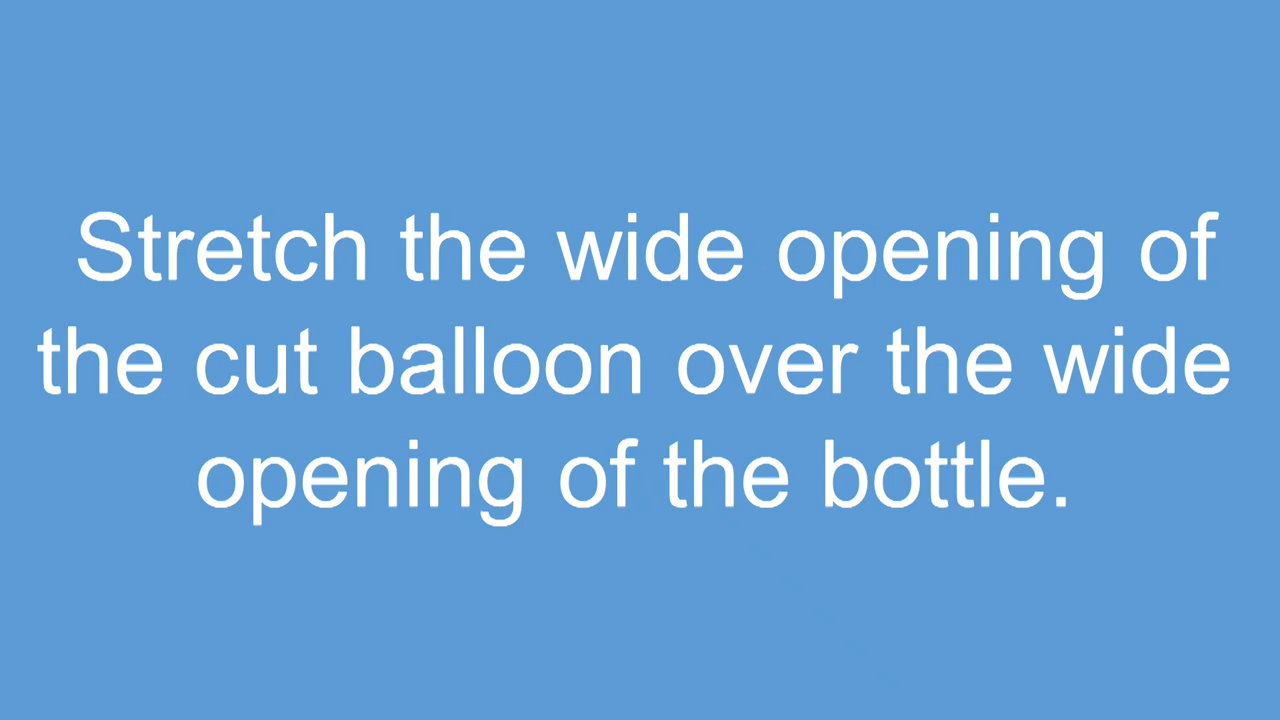 Stretch the wide opening of
the cut balloon over the wide
opening of the bottle.